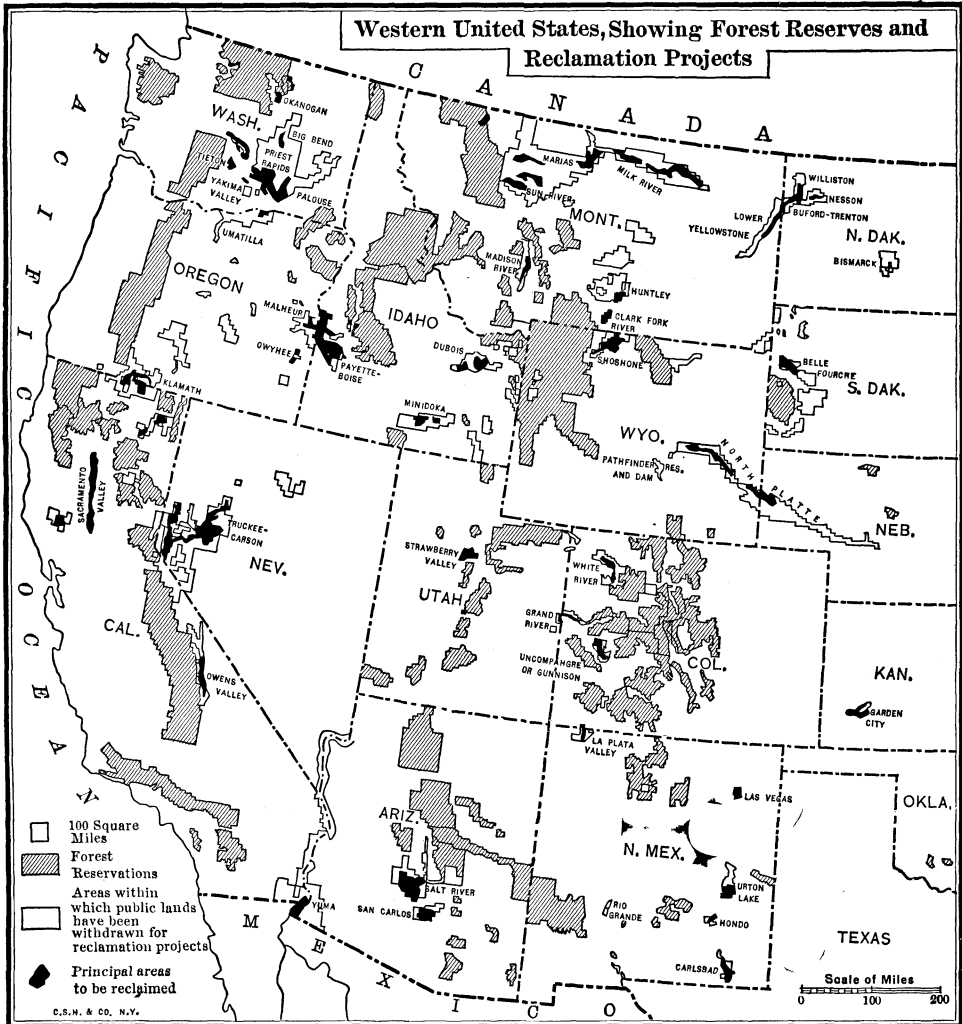 Western United States, Showing Forest Reserves and
Reclamation Projects
PACIFIC OCEAN
CANADA
WASH.
OKANOGAN
BIG BEND
PRIEST
RAPIDS
TIETON
YAKIMA
VALLEY
PALOUSE
UMATILLA
OREGON
MALHEUR
OWYHEE
PAYETTE-
BOISE
KLAMATH
IDAHO
DUBOIS
MINIDOKA
MARIAS
MILK RIVER
SUN RIVER
MONT.
MADISON
RIVER
HUNTLEY
CLARK FORK
RIVER
SHOSHONE
LOWER
YELLOWSTONE
WILLISTON
NESSON
BUFORD-TRENTON
N. DAK.
BISMARCK
BELLE
FOURCHE
S. DAK.
WYO.
PATHFINDER RES.
AND DAM
NORTH PLATTE
NEB.
SACRAMENTO
VALLEY
TRUCKEE-
CARSON
NEV.
CAL.
OWENS
VALLEY
STRAWBERRY
VALLEY
UTAH
WHITE
RIVER
GRAND
RIVER
UNCOMPAHGRE
OR GUNNISON
COL.
KAN.
GARDEN
CITY
LA PLATA
VALLEY
LAS VEGAS
OKLA.
ARIZ.
N. MEX.
SALT RIVER
SAN CARLOS
YUMA
URTON
LAKE
RIO
GRANDE
HONDO
CARLSBAD
TEXAS
MEXICO
100 Square
Miles
Forest
Reservations
Areas within
which public lands
have been
withdrawn for
reclamation projects
Principal areas
to be reclaimed
C.S.H. & CO. N.Y.
Scale of Miles
0 100 200